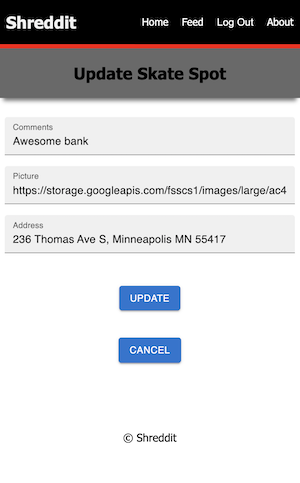 Shreddit Home Feed Log Out About
Update Skate Spot
Comments
Awesome bank
Picture
https://storage.googleapis.com/fsscs1/images/large/ac4
Address
236 Thomas Ave S, Minneapolis MN 55417
UPDATE
CANCEL
© Shreddit